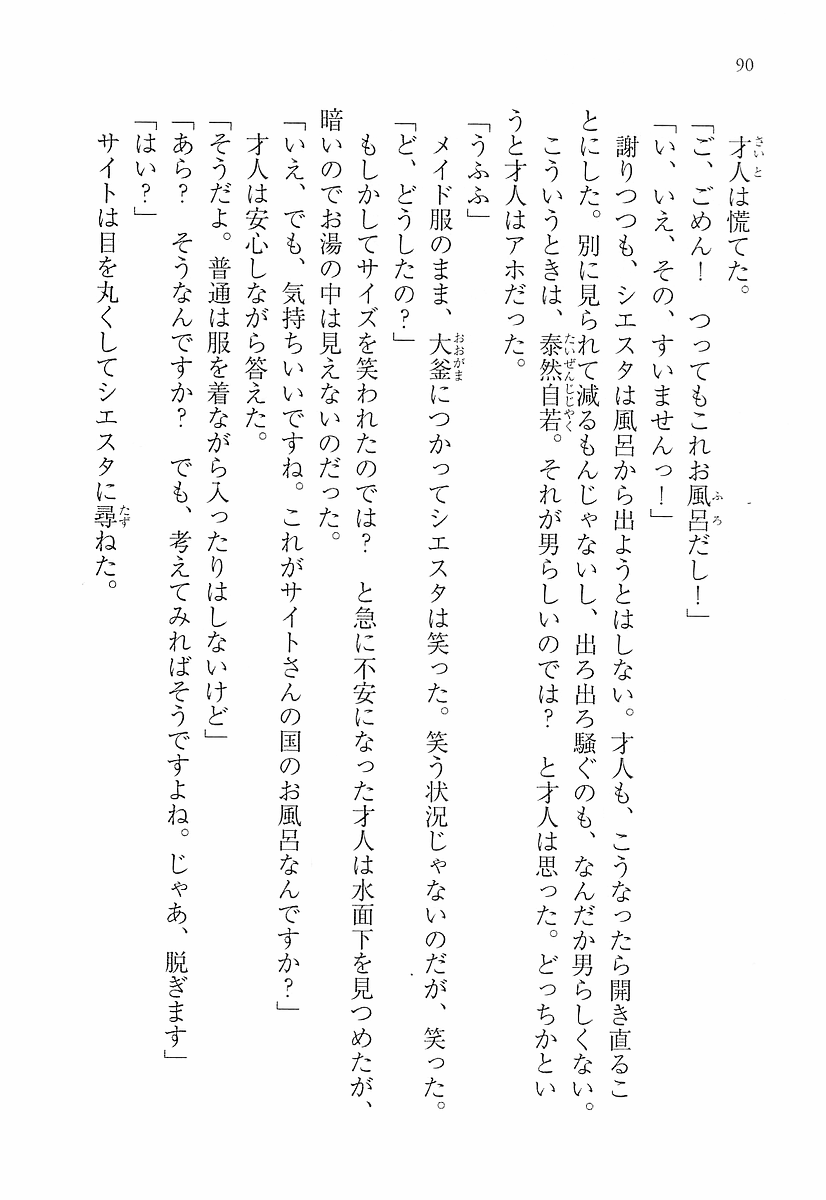 90
才人は慌てた。
「ご、ごめん！　つってもこれお風呂だし！」
「い、いえ、その、すいませんっ！」
謝りつつも、シエスタは風呂から出ようとはしない。才人も、こうなったら開き直るこ
とにした。別に見られて減るもんじゃないし、出ろ出ろ騒ぐのも、なんだか男らしくない。
こういうときは、泰然自若。それが男らしいのでは？　と才人は思った。どっちかとい
うと才人はアホだった。
「うふふ」
メイド服のまま、大釜につかってシエスタは笑った。笑う状況じゃないのだが、笑った。
「ど、どうしたの？」
もしかしてサイズを笑われたのでは？　と急に不安になった才人は水面下を見つめたが、
暗いのでお湯の中は見えないのだった。
「いえ、でも、気持ちいいですね。これがサイトさんの国のお風呂なんですか？」
才人は安心しながら答えた。
「そうだよ。普通は服を着ながら入ったりはしないけど」
「あら？　そうなんですか？　でも、考えてみればそうですよね。じゃあ、脱ぎます」
「はい？」
サイトは目を丸くしてシエスタに尋ねた。